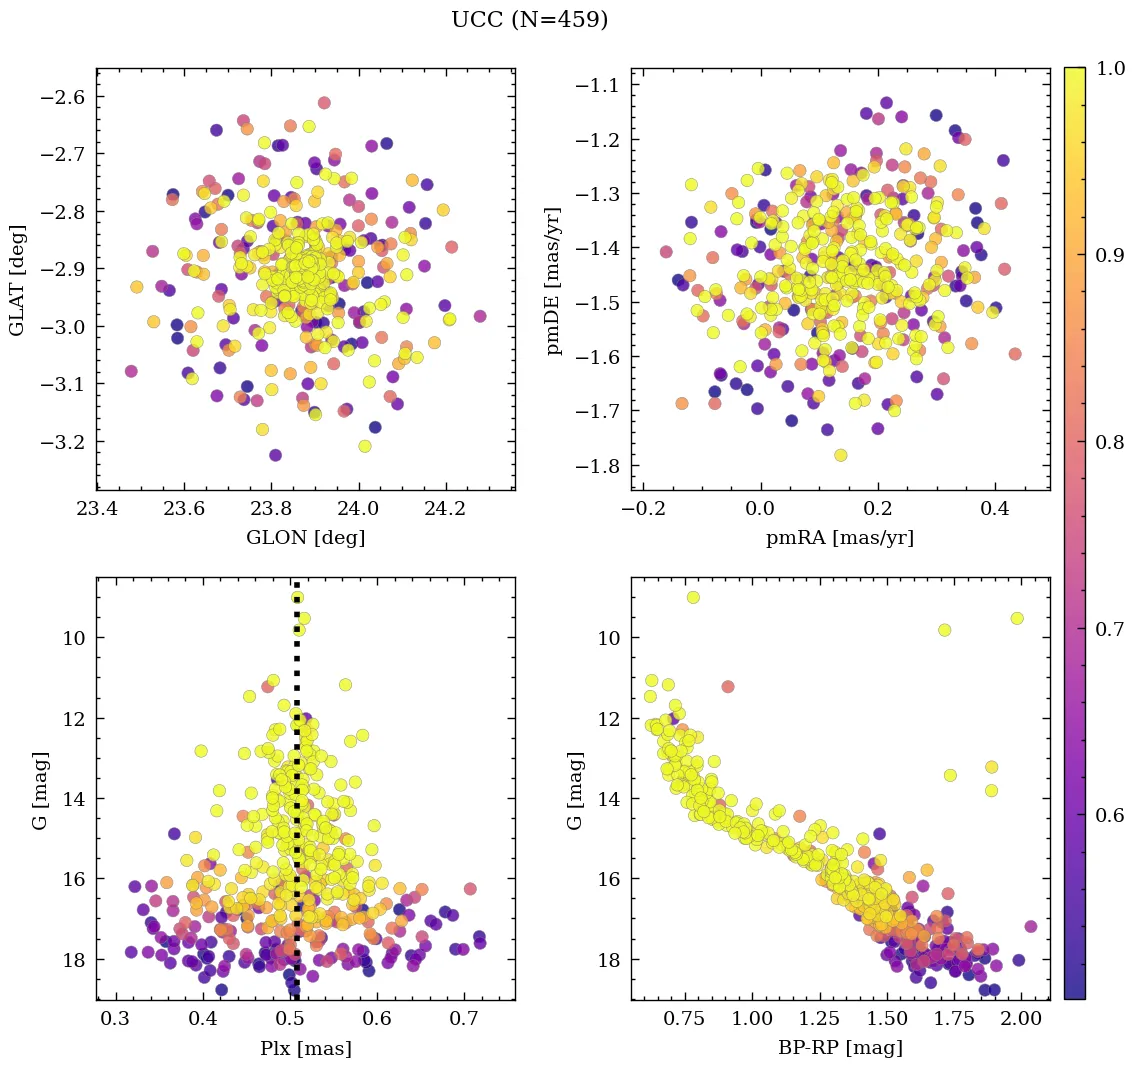 UCC (N=459)
−2.6
−2.7
−2.8
−2.9
−3.0
−3.1
−3.2
GLAT [deg]
23.4 23.6 23.8 24.0 24.2
GLON [deg]
−1.1
−1.2
−1.3
−1.4
−1.5
−1.6
−1.7
−1.8
pmDE [mas/yr]
−0.2 0.0 0.2 0.4
pmRA [mas/yr]
10
12
14
16
18
G [mag]
0.3 0.4 0.5 0.6 0.7
Plx [mas]
10
12
14
16
18
G [mag]
0.75 1.00 1.25 1.50 1.75 2.00
BP-RP [mag]
1.0
0.9
0.8
0.7
0.6